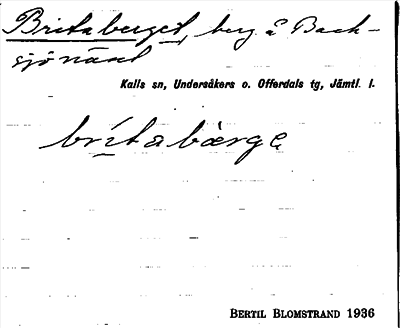 Britaberget, berg å Back-
sjönäset
Kalls sn, Undersåkers o. Offerdals tg, Jämtl. l.
britabærge
BERTIL BLOMSTRAND 1936